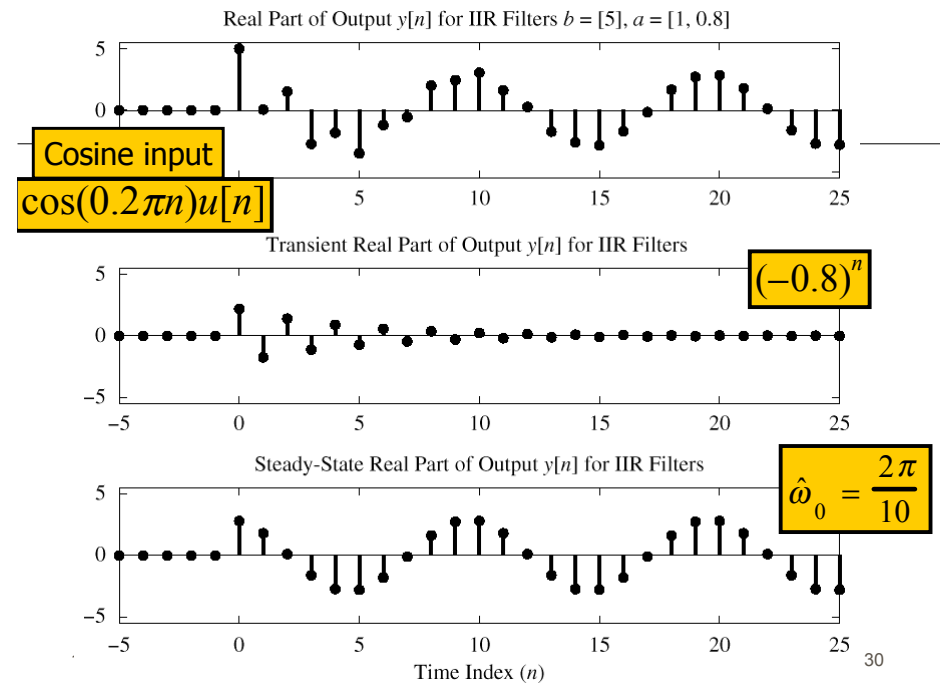 Real Part of Output y[n] for IIR Filters b = [5], a = [1, 0.8]
5
0
Cosine input
cos(0.2πn)u[n]
0 5 10 15 20 25
Transient Real Part of Output y[n] for IIR Filters
(−0.8)ⁿ
5
0
−5
−5 0 5 10 15 20 25
Steady-State Real Part of Output y[n] for IIR Filters
ω̂₀ = 2π/10
5
0
−5
−5 0 5 10 15 20 25
Time Index (n)
30